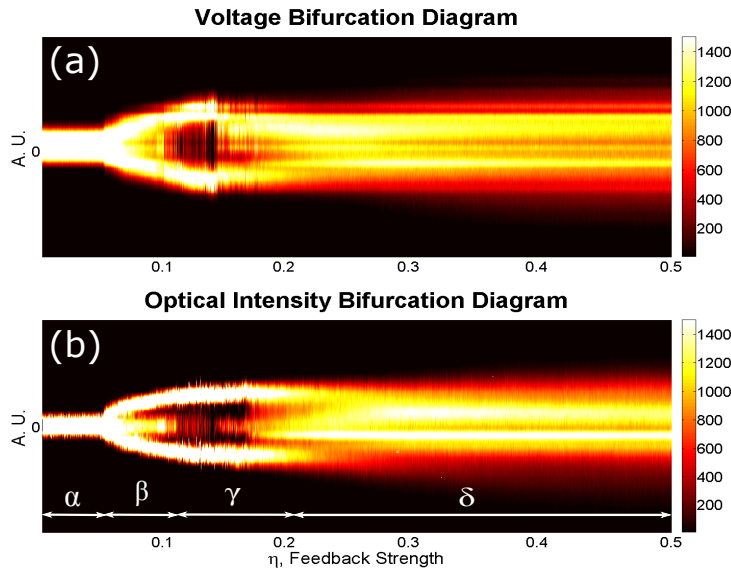 Voltage Bifurcation Diagram
(a)
A. U.
0
0.1 0.2 0.3 0.4 0.5
1400
1200
1000
800
600
400
200
Optical Intensity Bifurcation Diagram
(b)
A. U.
0
α β γ δ
0.1 0.2 0.3 0.4 0.5
η, Feedback Strength
1400
1200
1000
800
600
400
200